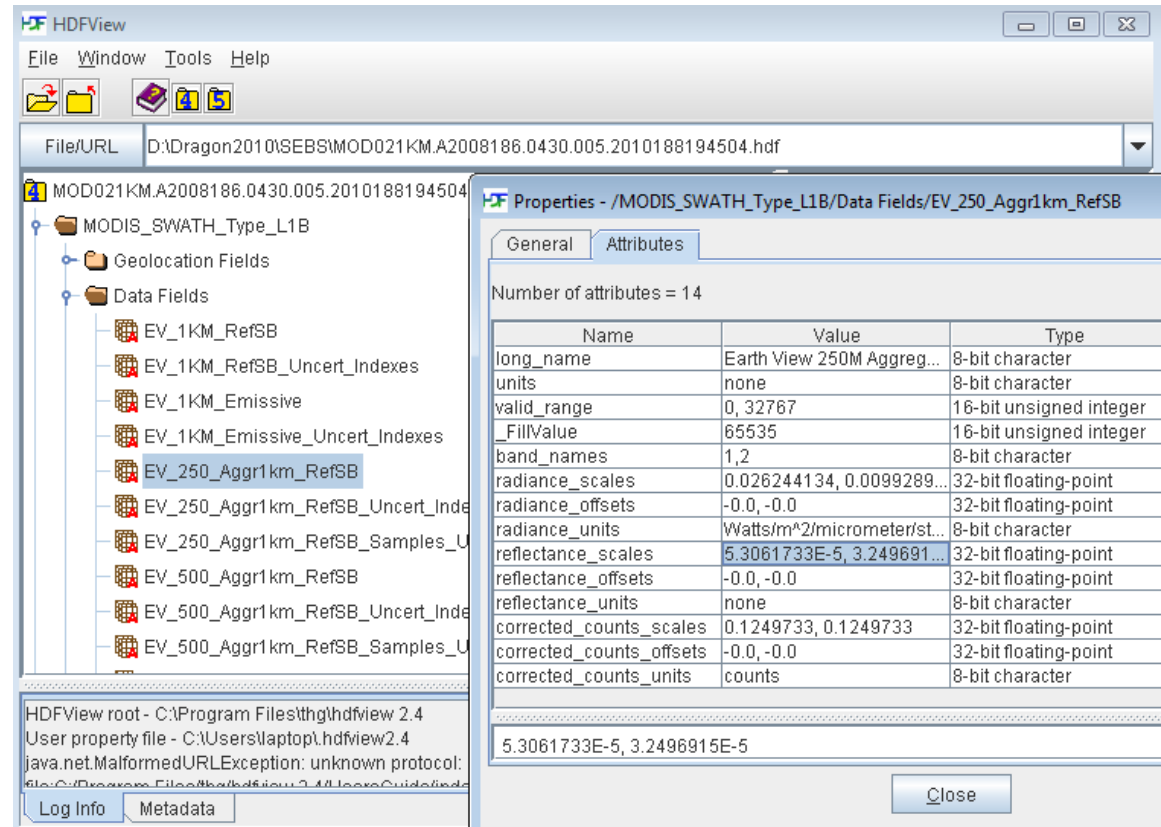 HDFView
File Window Tools Help
File/URL D:\Dragon2010\SEBS\MOD021KM.A2008186.0430.005.2010188194504.hdf
MOD021KM.A2008186.0430.005.2010188194504
MODIS_SWATH_Type_L1B
Geolocation Fields
Data Fields
EV_1KM_RefSB
EV_1KM_RefSB_Uncert_Indexes
EV_1KM_Emissive
EV_1KM_Emissive_Uncert_Indexes
EV_250_Aggr1km_RefSB
EV_250_Aggr1km_RefSB_Uncert_Inde
EV_250_Aggr1km_RefSB_Samples_U
EV_500_Aggr1km_RefSB
EV_500_Aggr1km_RefSB_Uncert_Inde
EV_500_Aggr1km_RefSB_Samples_U
HDFView root - C:\Program Files\thg\hdfview 2.4
User property file - C:\Users\laptop\.hdfview2.4
java.net.MalformedURLException: unknown protocol:
Log Info Metadata
Properties - /MODIS_SWATH_Type_L1B/Data Fields/EV_250_Aggr1km_RefSB
General Attributes
Number of attributes = 14
Name Value Type
long_name Earth View 250M Aggreg... 8-bit character
units none 8-bit character
valid_range 0, 32767 16-bit unsigned integer
_FillValue 65535 16-bit unsigned integer
band_names 1,2 8-bit character
radiance_scales 0.026244134, 0.0099289... 32-bit floating-point
radiance_offsets -0.0, -0.0 32-bit floating-point
radiance_units Watts/m^2/micrometer/st... 8-bit character
reflectance_scales 5.3061733E-5, 3.249691... 32-bit floating-point
reflectance_offsets -0.0, -0.0 32-bit floating-point
reflectance_units none 8-bit character
corrected_counts_scales 0.1249733, 0.1249733 32-bit floating-point
corrected_counts_offsets -0.0, -0.0 32-bit floating-point
corrected_counts_units counts 8-bit character
5.3061733E-5, 3.2496915E-5
Close